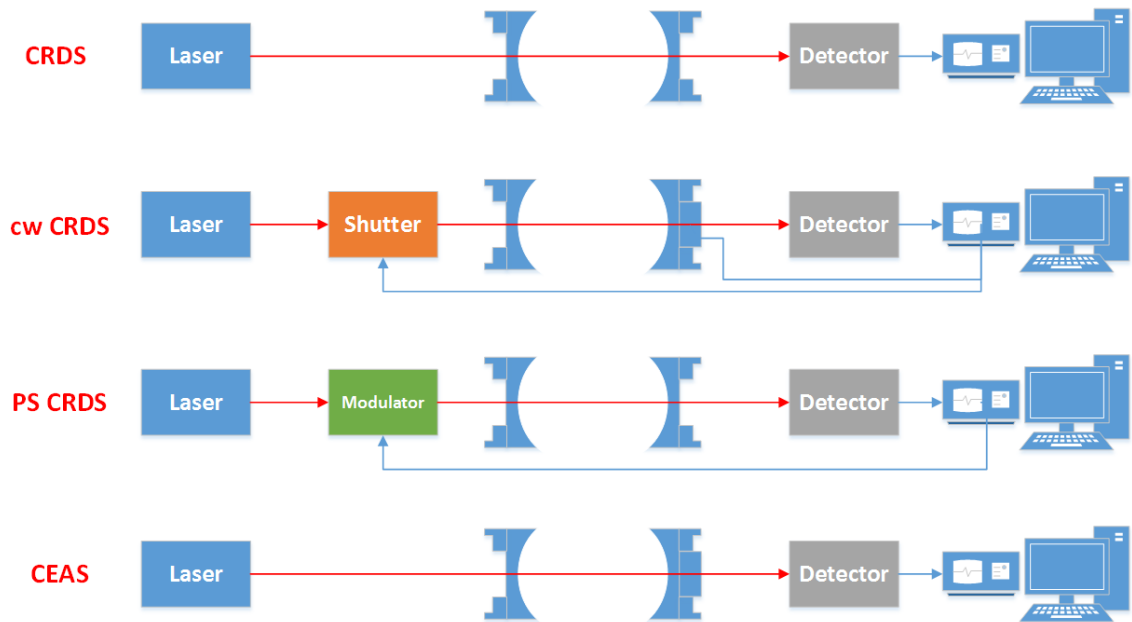 CRDS
Laser
Detector
cw CRDS
Laser
Shutter
Detector
PS CRDS
Laser
Modulator
Detector
CEAS
Laser
Detector